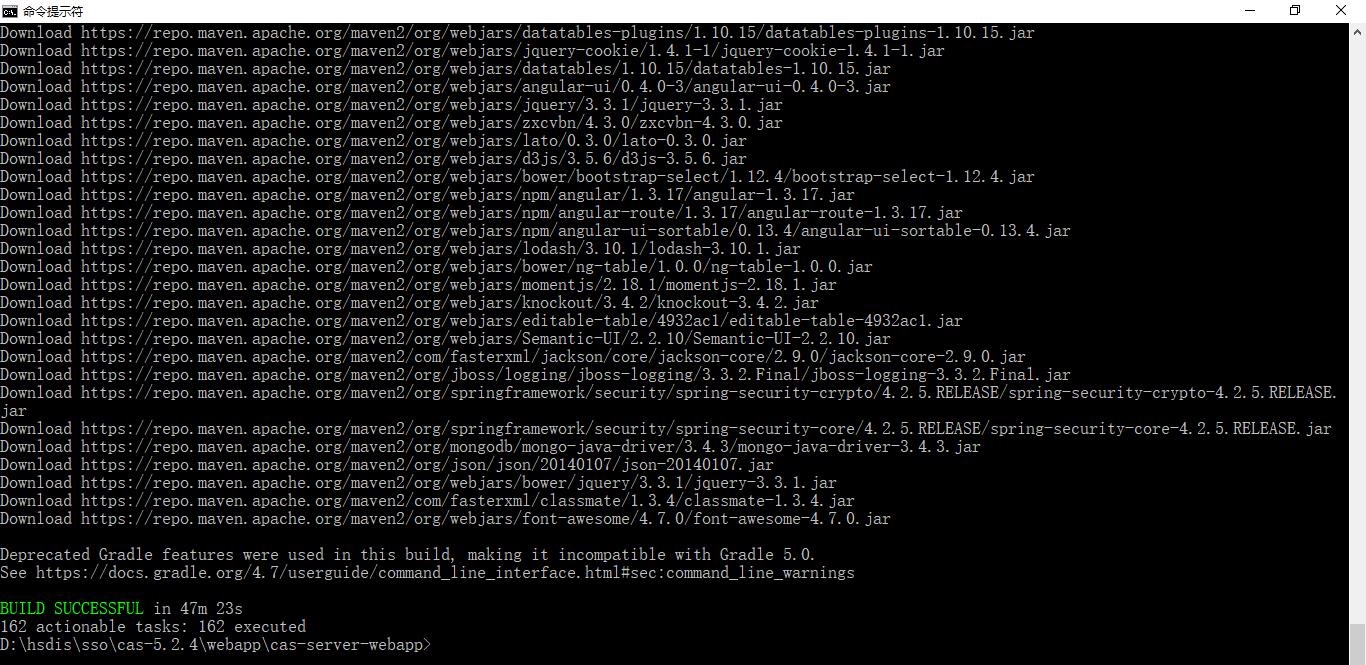 命令提示符
Download https://repo.maven.apache.org/maven2/org/webjars/datatables-plugins/1.10.15/datatables-plugins-1.10.15.jar
Download https://repo.maven.apache.org/maven2/org/webjars/jquery-cookie/1.4.1-1/jquery-cookie-1.4.1-1.jar
Download https://repo.maven.apache.org/maven2/org/webjars/datatables/1.10.15/datatables-1.10.15.jar
Download https://repo.maven.apache.org/maven2/org/webjars/angular-ui/0.4.0-3/angular-ui-0.4.0-3.jar
Download https://repo.maven.apache.org/maven2/org/webjars/jquery/3.3.1/jquery-3.3.1.jar
Download https://repo.maven.apache.org/maven2/org/webjars/zxcvbn/4.3.0/zxcvbn-4.3.0.jar
Download https://repo.maven.apache.org/maven2/org/webjars/lato/0.3.0/lato-0.3.0.jar
Download https://repo.maven.apache.org/maven2/org/webjars/d3js/3.5.6/d3js-3.5.6.jar
Download https://repo.maven.apache.org/maven2/org/webjars/bower/bootstrap-select/1.12.4/bootstrap-select-1.12.4.jar
Download https://repo.maven.apache.org/maven2/org/webjars/npm/angular/1.3.17/angular-1.3.17.jar
Download https://repo.maven.apache.org/maven2/org/webjars/npm/angular-route/1.3.17/angular-route-1.3.17.jar
Download https://repo.maven.apache.org/maven2/org/webjars/npm/angular-ui-sortable/0.13.4/angular-ui-sortable-0.13.4.jar
Download https://repo.maven.apache.org/maven2/org/webjars/lodash/3.10.1/lodash-3.10.1.jar
Download https://repo.maven.apache.org/maven2/org/webjars/bower/ng-table/1.0.0/ng-table-1.0.0.jar
Download https://repo.maven.apache.org/maven2/org/webjars/momentjs/2.18.1/momentjs-2.18.1.jar
Download https://repo.maven.apache.org/maven2/org/webjars/knockout/3.4.2/knockout-3.4.2.jar
Download https://repo.maven.apache.org/maven2/org/webjars/editable-table/4932ac1/editable-table-4932ac1.jar
Download https://repo.maven.apache.org/maven2/org/webjars/Semantic-UI/2.2.10/Semantic-UI-2.2.10.jar
Download https://repo.maven.apache.org/maven2/com/fasterxml/jackson/core/jackson-core/2.9.0/jackson-core-2.9.0.jar
Download https://repo.maven.apache.org/maven2/org/jboss/logging/jboss-logging/3.3.2.Final/jboss-logging-3.3.2.Final.jar
Download https://repo.maven.apache.org/maven2/org/springframework/security/spring-security-crypto/4.2.5.RELEASE/spring-security-crypto-4.2.5.RELEASE.
jar
Download https://repo.maven.apache.org/maven2/org/springframework/security/spring-security-core/4.2.5.RELEASE/spring-security-core-4.2.5.RELEASE.jar
Download https://repo.maven.apache.org/maven2/org/mongodb/mongo-java-driver/3.4.3/mongo-java-driver-3.4.3.jar
Download https://repo.maven.apache.org/maven2/org/json/json/20140107/json-20140107.jar
Download https://repo.maven.apache.org/maven2/org/webjars/bower/jquery/3.3.1/jquery-3.3.1.jar
Download https://repo.maven.apache.org/maven2/com/fasterxml/classmate/1.3.4/classmate-1.3.4.jar
Download https://repo.maven.apache.org/maven2/org/webjars/font-awesome/4.7.0/font-awesome-4.7.0.jar
Deprecated Gradle features were used in this build, making it incompatible with Gradle 5.0.
See https://docs.gradle.org/4.7/userguide/command_line_interface.html#sec:command_line_warnings
BUILD SUCCESSFUL in 47m 23s
162 actionable tasks: 162 executed
D:\hsdis\sso\cas-5.2.4\webapp\cas-server-webapp>